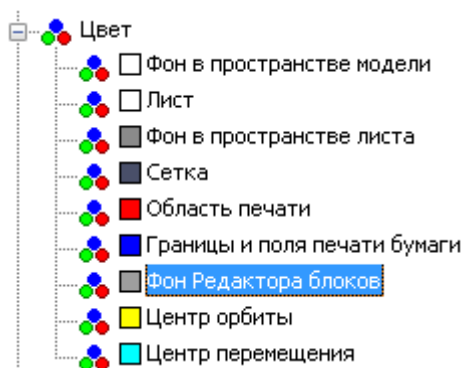 Цвет
Фон в пространстве модели
Лист
Фон в пространстве листа
Сетка
Область печати
Границы и поля печати бумаги
Фон Редактора блоков
Центр орбиты
Центр перемещения